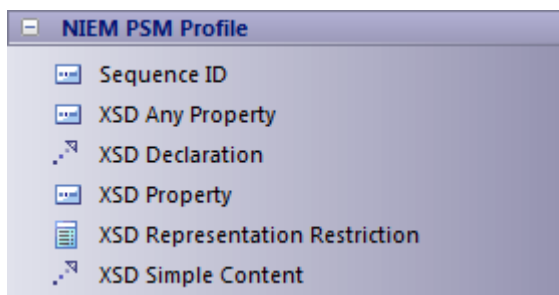 NIEM PSM Profile
Sequence ID
XSD Any Property
XSD Declaration
XSD Property
XSD Representation Restriction
XSD Simple Content